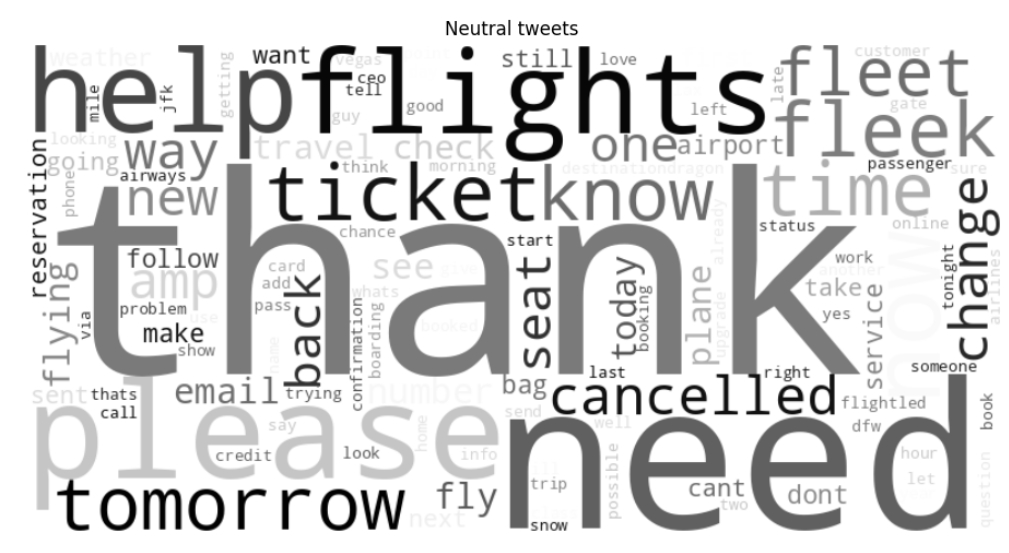 Neutral tweets
weather
want
vegas
ceo
tell
still
love
customer
help
flights
fleet
mile
jfk
getting
guy
good
left
late
gate
fleek
looking
going
way
travel
check
one
airport
passenger
sure
reservation
phone
airways
new
think
morning
destinationdragon
ticket
know
time
thank
change
online
follow
chance
start
already
status
now
flying
amp
card
add
pass
back
see
give
whats
seat
today
booking
plane
upgrade
work
another
take
yes
service
tonight
airlines
via
problem
use
make
show
name
confirmation
boarding
booked
last
right
someone
sent
thats
call
email
trying
number
bag
send
cancelled
well
flightled
dfw
book
please
say
credit
look
home
info
need
hour
let
question
tomorrow
fly
next
trip
snow
possible
cant
two
dont